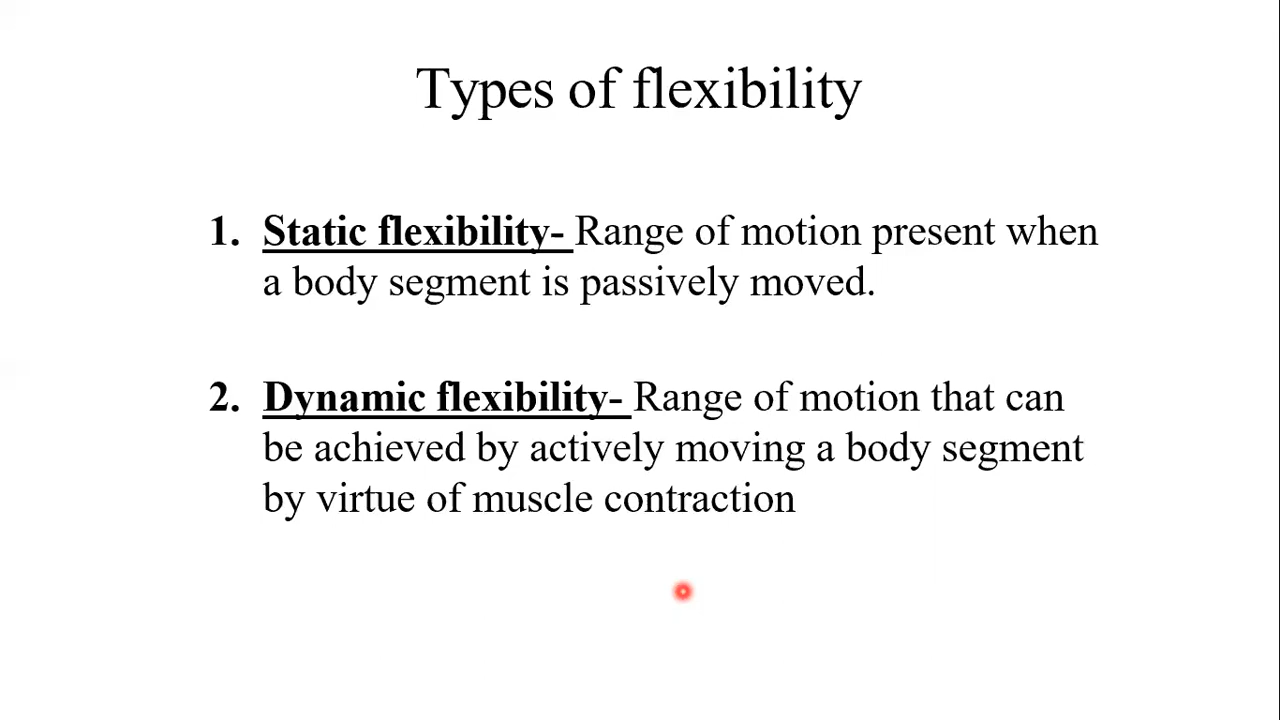 Types of flexibility
1. Static flexibility- Range of motion present when
a body segment is passively moved.
2. Dynamic flexibility- Range of motion that can
be achieved by actively moving a body segment
by virtue of muscle contraction